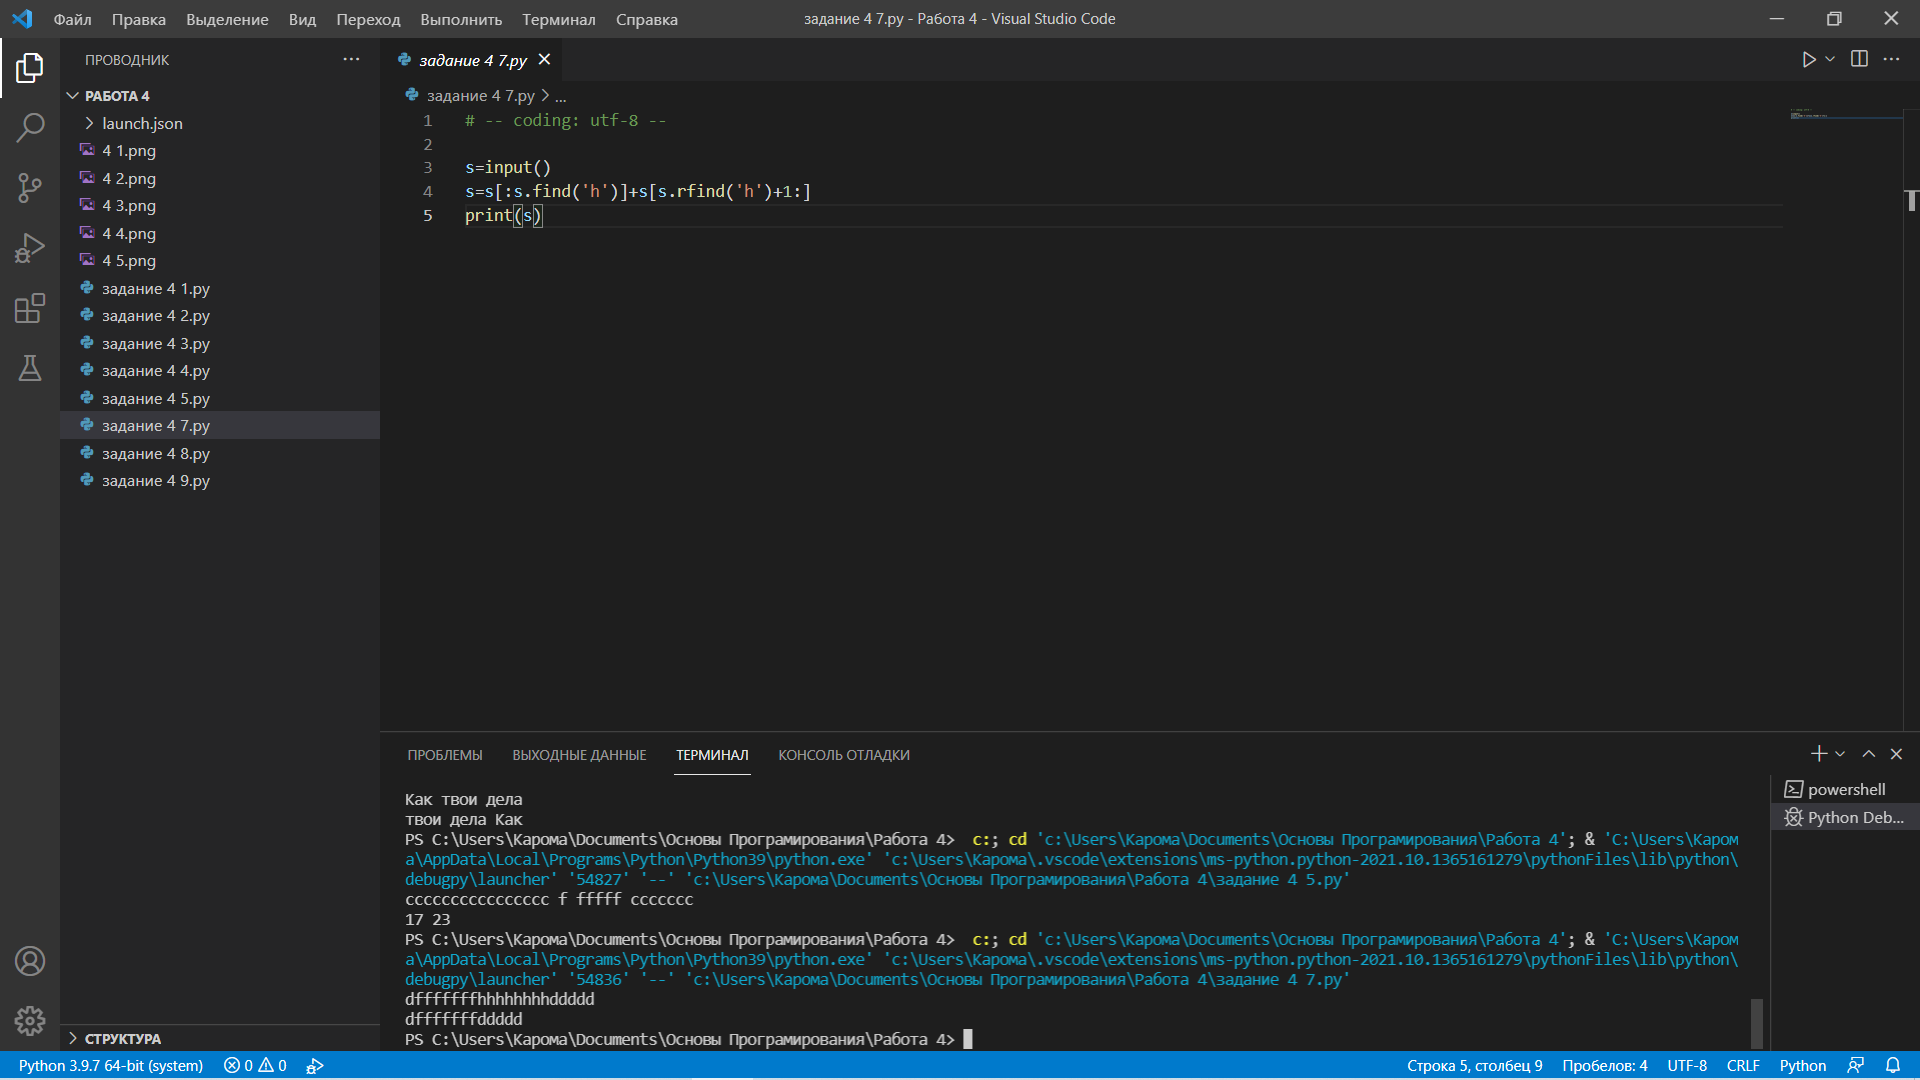 Файл Правка Выделение Вид Переход Выполнить Терминал Справка
задание 4 7.py - Работа 4 - Visual Studio Code
ПРОВОДНИК
РАБОТА 4
launch.json
4 1.png
4 2.png
4 3.png
4 4.png
4 5.png
задание 4 1.py
задание 4 2.py
задание 4 3.py
задание 4 4.py
задание 4 5.py
задание 4 7.py
задание 4 8.py
задание 4 9.py
СТРУКТУРА
задание 4 7.py
задание 4 7.py > ...
1 # -- coding: utf-8 --
2
3 s=input()
4 s=s[:s.find('h')]+s[s.rfind('h')+1:]
5 print(s)
ПРОБЛЕМЫ ВЫХОДНЫЕ ДАННЫЕ ТЕРМИНАЛ КОНСОЛЬ ОТЛАДКИ
Как твои дела
твои дела Как
PS C:\Users\Карома\Documents\Основы Програмирования\Работа 4>  c:; cd 'c:\Users\Карома\Documents\Основы Програмирования\Работа 4'; & 'C:\Users\Каром
а\AppData\Local\Programs\Python\Python39\python.exe' 'c:\Users\Карома\.vscode\extensions\ms-python.python-2021.10.1365161279\pythonFiles\lib\python\
debugpy\launcher' '54827' '--' 'c:\Users\Карома\Documents\Основы Програмирования\Работа 4\задание 4 5.py'
cccccccccccccccc f fffff ccccccc
17 23
PS C:\Users\Карома\Documents\Основы Програмирования\Работа 4>  c:; cd 'c:\Users\Карома\Documents\Основы Програмирования\Работа 4'; & 'C:\Users\Каром
а\AppData\Local\Programs\Python\Python39\python.exe' 'c:\Users\Карома\.vscode\extensions\ms-python.python-2021.10.1365161279\pythonFiles\lib\python\
debugpy\launcher' '54836' '--' 'c:\Users\Карома\Documents\Основы Програмирования\Работа 4\задание 4 7.py'
dfffffffhhhhhhhhddddd
dfffffffddddd
PS C:\Users\Карома\Documents\Основы Програмирования\Работа 4>
powershell
Python Deb...
Python 3.9.7 64-bit (system) 0 0
Строка 5, столбец 9 Пробелов: 4 UTF-8 CRLF Python